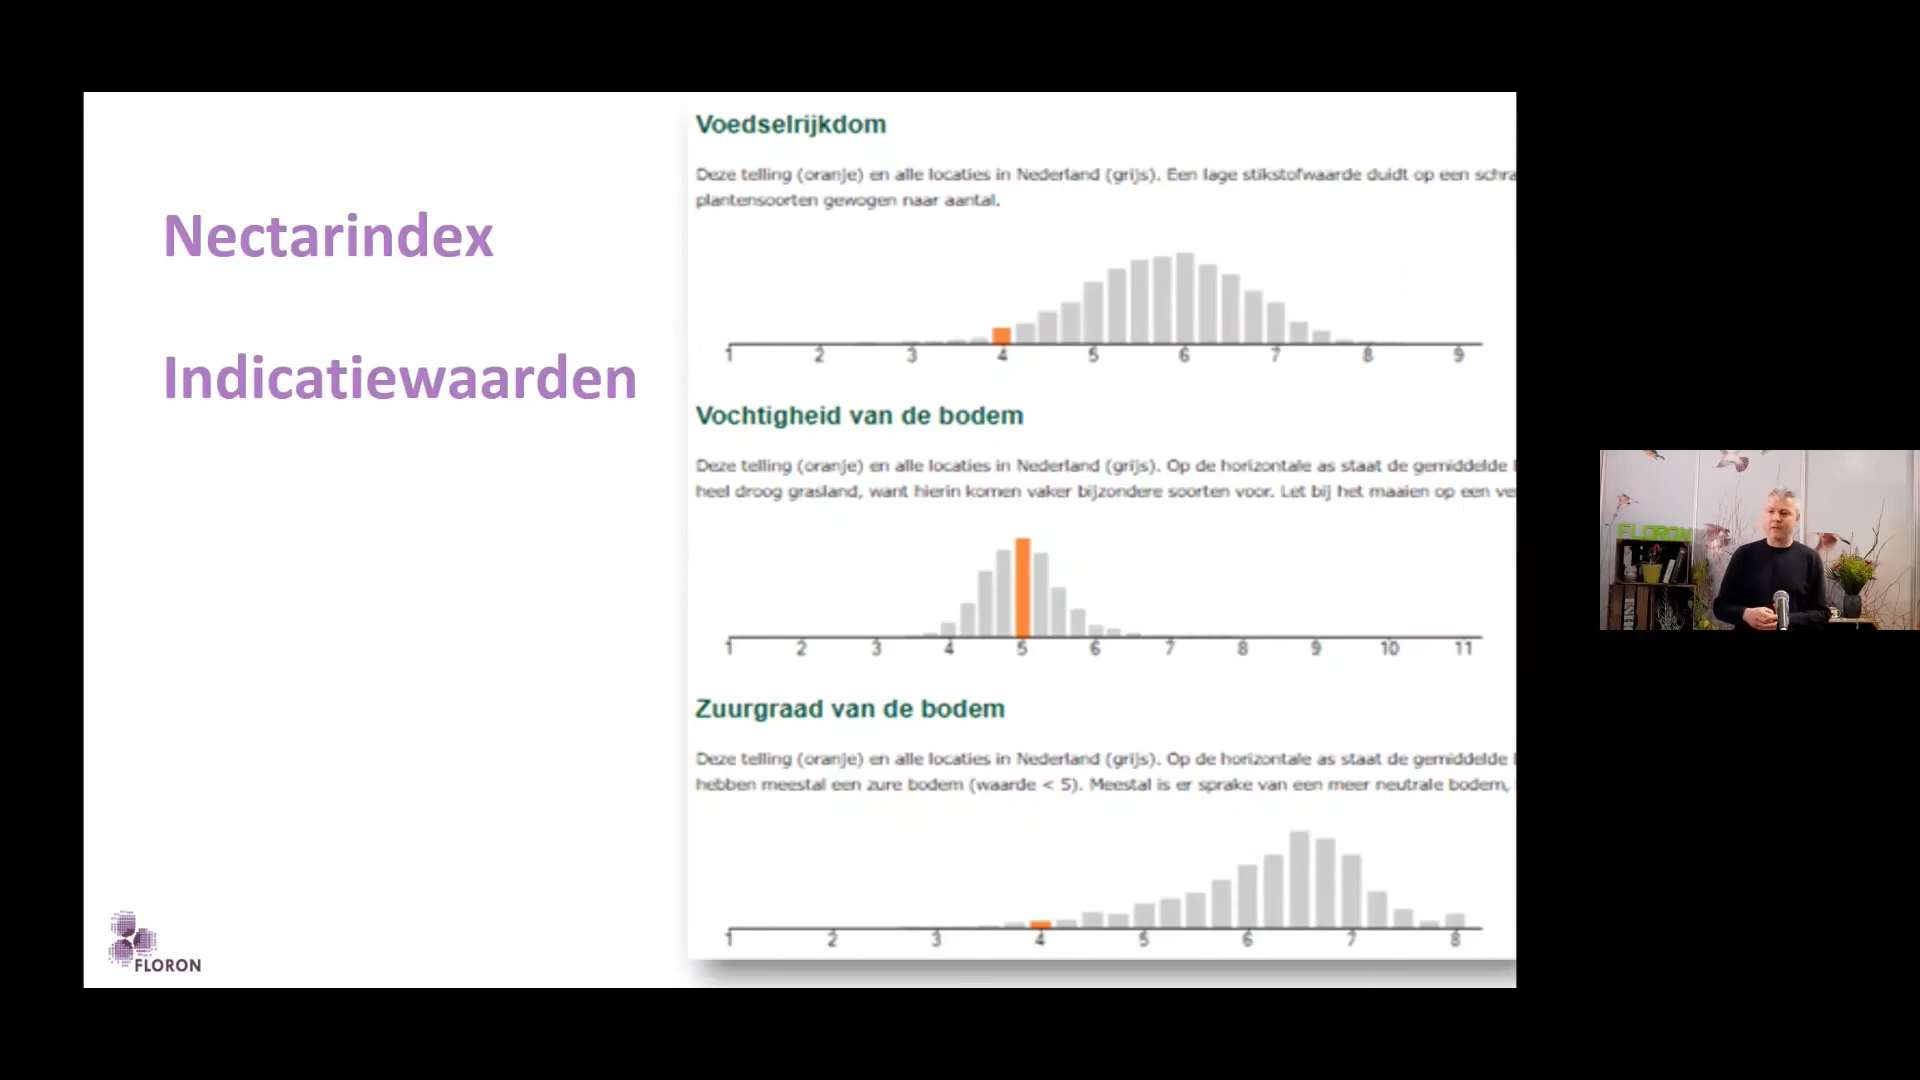 Nectarindex
Indicatiewaarden
Voedselrijkdom
Deze telling (oranje) en alle locaties in Nederland (grijs). Een lage stikstofwaarde duidt op een schra
plantensoorten gewogen naar aantal.
1 2 3 4 5 6 7 8 9
Vochtigheid van de bodem
Deze telling (oranje) en alle locaties in Nederland (grijs). Op de horizontale as staat de gemiddelde
heel droog grasland, want hierin komen vaker bijzondere soorten voor. Let bij het maaien op een ve
1 2 3 4 5 6 7 8 9 10 11
Zuurgraad van de bodem
Deze telling (oranje) en alle locaties in Nederland (grijs). Op de horizontale as staat de gemiddelde
hebben meestal een zure bodem (waarde < 5). Meestal is er sprake van een meer neutrale bodem,
1 2 3 4 5 6 7 8
FLORON
FLORON